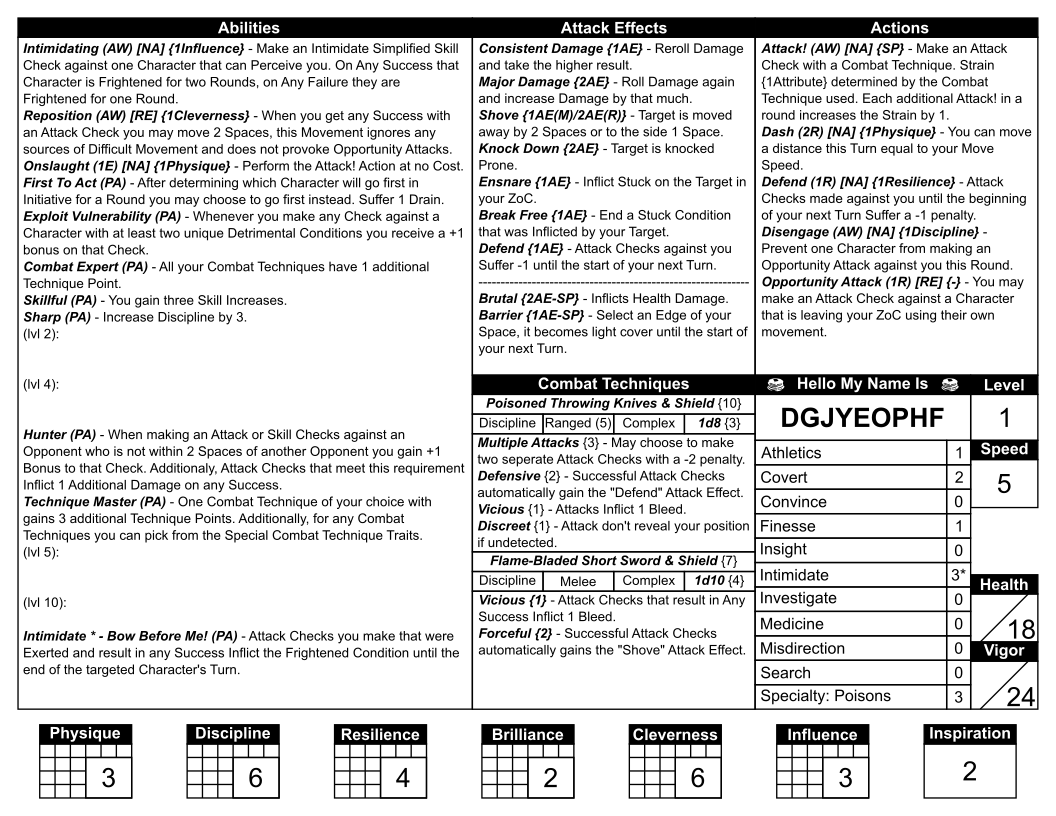 Abilities
Intimidating (AW) [NA] {1Influence} - Make an Intimidate Simplified Skill
Check against one Character that can Perceive you. On Any Success that
Character is Frightened for two Rounds, on Any Failure they are
Frightened for one Round.
Reposition (AW) [RE] {1Cleverness} - When you get any Success with
an Attack Check you may move 2 Spaces, this Movement ignores any
sources of Difficult Movement and does not provoke Opportunity Attacks.
Onslaught (1E) [NA] {1Physique} - Perform the Attack! Action at no Cost.
First To Act (PA) - After determining which Character will go first in
Initiative for a Round you may choose to go first instead. Suffer 1 Drain.
Exploit Vulnerability (PA) - Whenever you make any Check against a
Character with at least two unique Detrimental Conditions you receive a +1
bonus on that Check.
Combat Expert (PA) - All your Combat Techniques have 1 additional
Technique Point.
Skillful (PA) - You gain three Skill Increases.
Sharp (PA) - Increase Discipline by 3.
(lvl 2):
(lvl 4):
Hunter (PA) - When making an Attack or Skill Checks against an
Opponent who is not within 2 Spaces of another Opponent you gain +1
Bonus to that Check. Additionaly, Attack Checks that meet this requirement
Inflict 1 Additional Damage on any Success.
Technique Master (PA) - One Combat Technique of your choice with
gains 3 additional Technique Points. Additionally, for any Combat
Techniques you can pick from the Special Combat Technique Traits.
(lvl 5):
(lvl 10):
Intimidate * - Bow Before Me! (PA) - Attack Checks you make that were
Exerted and result in any Success Inflict the Frightened Condition until the
end of the targeted Character's Turn.
Attack Effects
Consistent Damage {1AE} - Reroll Damage
and take the higher result.
Major Damage {2AE} - Roll Damage again
and increase Damage by that much.
Shove {1AE(M)/2AE(R)} - Target is moved
away by 2 Spaces or to the side 1 Space.
Knock Down {2AE} - Target is knocked
Prone.
Ensnare {1AE} - Inflict Stuck on the Target in
your ZoC.
Break Free {1AE} - End a Stuck Condition
that was Inflicted by your Target.
Defend {1AE} - Attack Checks against you
Suffer -1 until the start of your next Turn.
-------------------------------------------------------
Brutal {2AE-SP} - Inflicts Health Damage.
Barrier {1AE-SP} - Select an Edge of your
Space, it becomes light cover until the start of
your next Turn.
Actions
Attack! (AW) [NA] {SP} - Make an Attack
Check with a Combat Technique. Strain
{1Attribute} determined by the Combat
Technique used. Each additional Attack! in a
round increases the Strain by 1.
Dash (2R) [NA] {1Physique} - You can move
a distance this Turn equal to your Move
Speed.
Defend (1R) [NA] {1Resilience} - Attack
Checks made against you until the beginning
of your next Turn Suffer a -1 penalty.
Disengage (AW) [NA] {1Discipline} -
Prevent one Character from making an
Opportunity Attack against you this Round.
Opportunity Attack (1R) [RE] {-} - You may
make an Attack Check against a Character
that is leaving your ZoC using their own
movement.
Combat Techniques
Poisoned Throwing Knives & Shield {10}
Discipline Ranged (5) Complex 1d8 {3}
Multiple Attacks {3} - May choose to make
two seperate Attack Checks with a -2 penalty.
Defensive {2} - Successful Attack Checks
automatically gain the "Defend" Attack Effect.
Vicious {1} - Attacks Inflict 1 Bleed.
Discreet {1} - Attack don't reveal your position
if undetected.
Flame-Bladed Short Sword & Shield {7}
Discipline Melee Complex 1d10 {4}
Vicious {1} - Attack Checks that result in Any
Success Inflict 1 Bleed.
Forceful {2} - Successful Attack Checks
automatically gains the "Shove" Attack Effect.
Hello My Name Is
DGJYEOPHF
Level
1
Speed
5
Athletics 1
Covert 2
Convince 0
Finesse 1
Insight 0
Intimidate 3*
Investigate 0
Medicine 0
Misdirection 0
Search 0
Specialty: Poisons 3
Health
18
Vigor
24
Physique
3
Discipline
6
Resilience
4
Brilliance
2
Cleverness
6
Influence
3
Inspiration
2